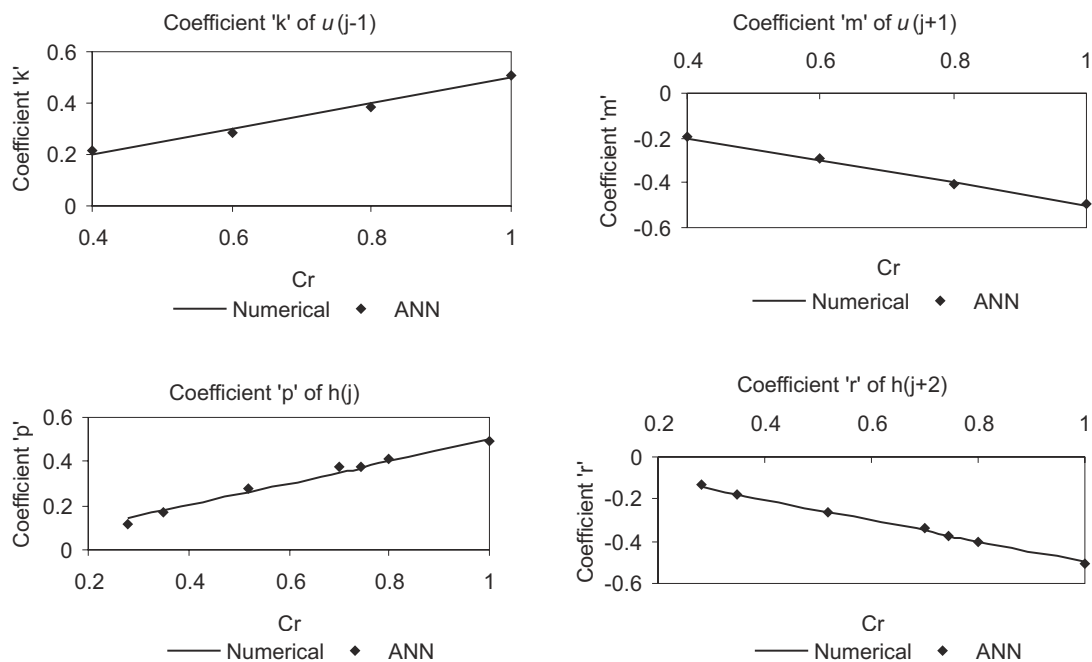 Coefficient 'k' of u(j-1)
Coefficient 'k'
0.6
0.4
0.2
0
0.4 0.6 0.8 1
Cr
Numerical ANN
Coefficient 'm' of u(j+1)
0.4 0.6 0.8 1
Coefficient 'm'
0
-0.2
-0.4
-0.6
Cr
Numerical ANN
Coefficient 'p' of h(j)
Coefficient 'p'
0.6
0.4
0.2
0
0.2 0.4 0.6 0.8 1
Cr
Numerical ANN
Coefficient 'r' of h(j+2)
0.2 0.4 0.6 0.8 1
Coefficient 'r'
0
-0.2
-0.4
-0.6
Cr
Numerical ANN